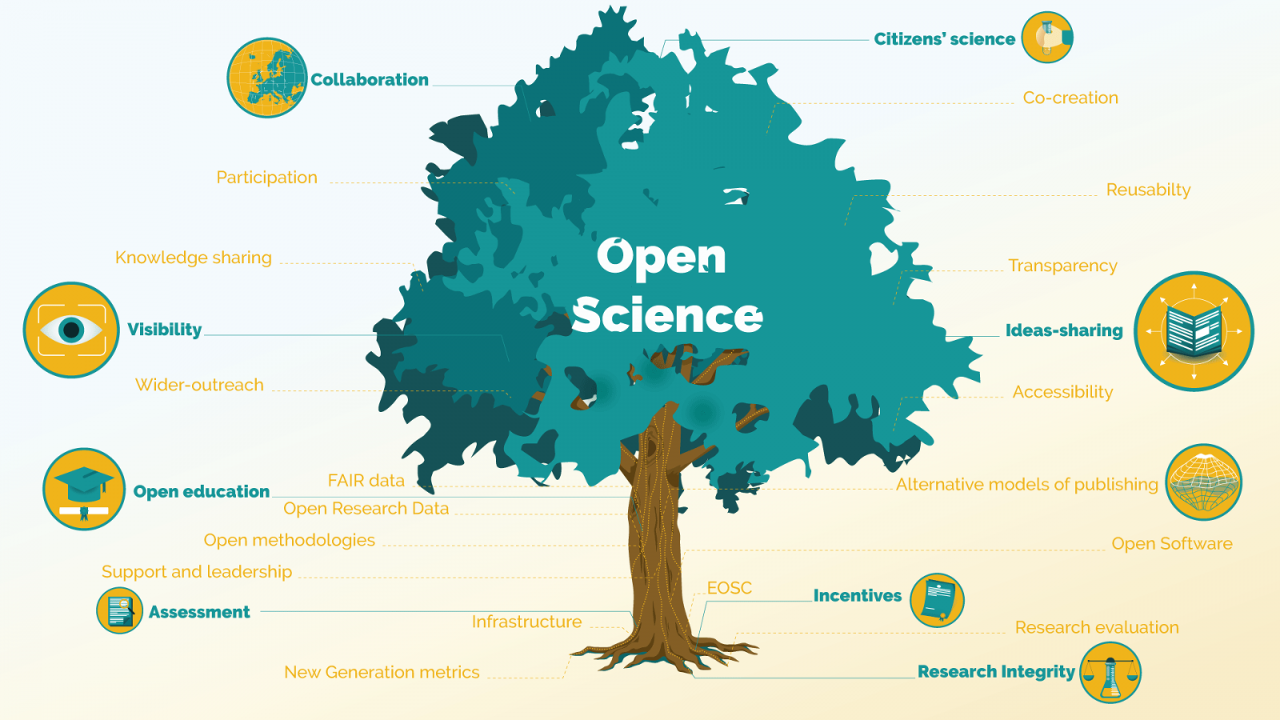 Citizens' science
Collaboration
Co-creation
Participation
Reusabilty
Open
Science
Knowledge sharing
Transparency
Visibility
Ideas-sharing
Wider-outreach
Accessibility
FAIR data
Alternative models of publishing
Open education
Open Research Data
Open methodologies
Open Software
Support and leadership
EOSC
Incentives
Assessment
Infrastructure
Research evaluation
New Generation metrics
Research Integrity